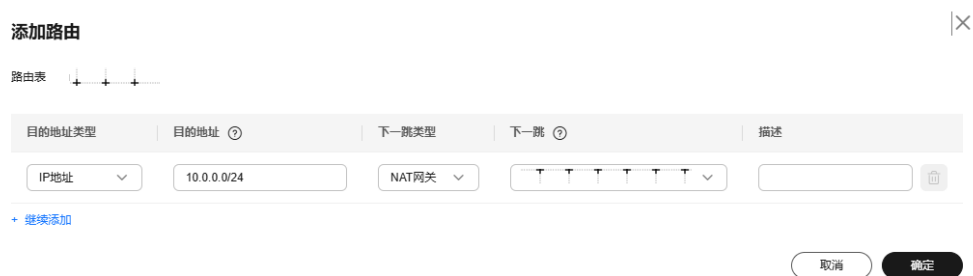 添加路由
路由表
目的地址类型 目的地址 下一跳类型 下一跳 描述
IP地址 10.0.0.0/24 NAT网关
+ 继续添加
取消 确定